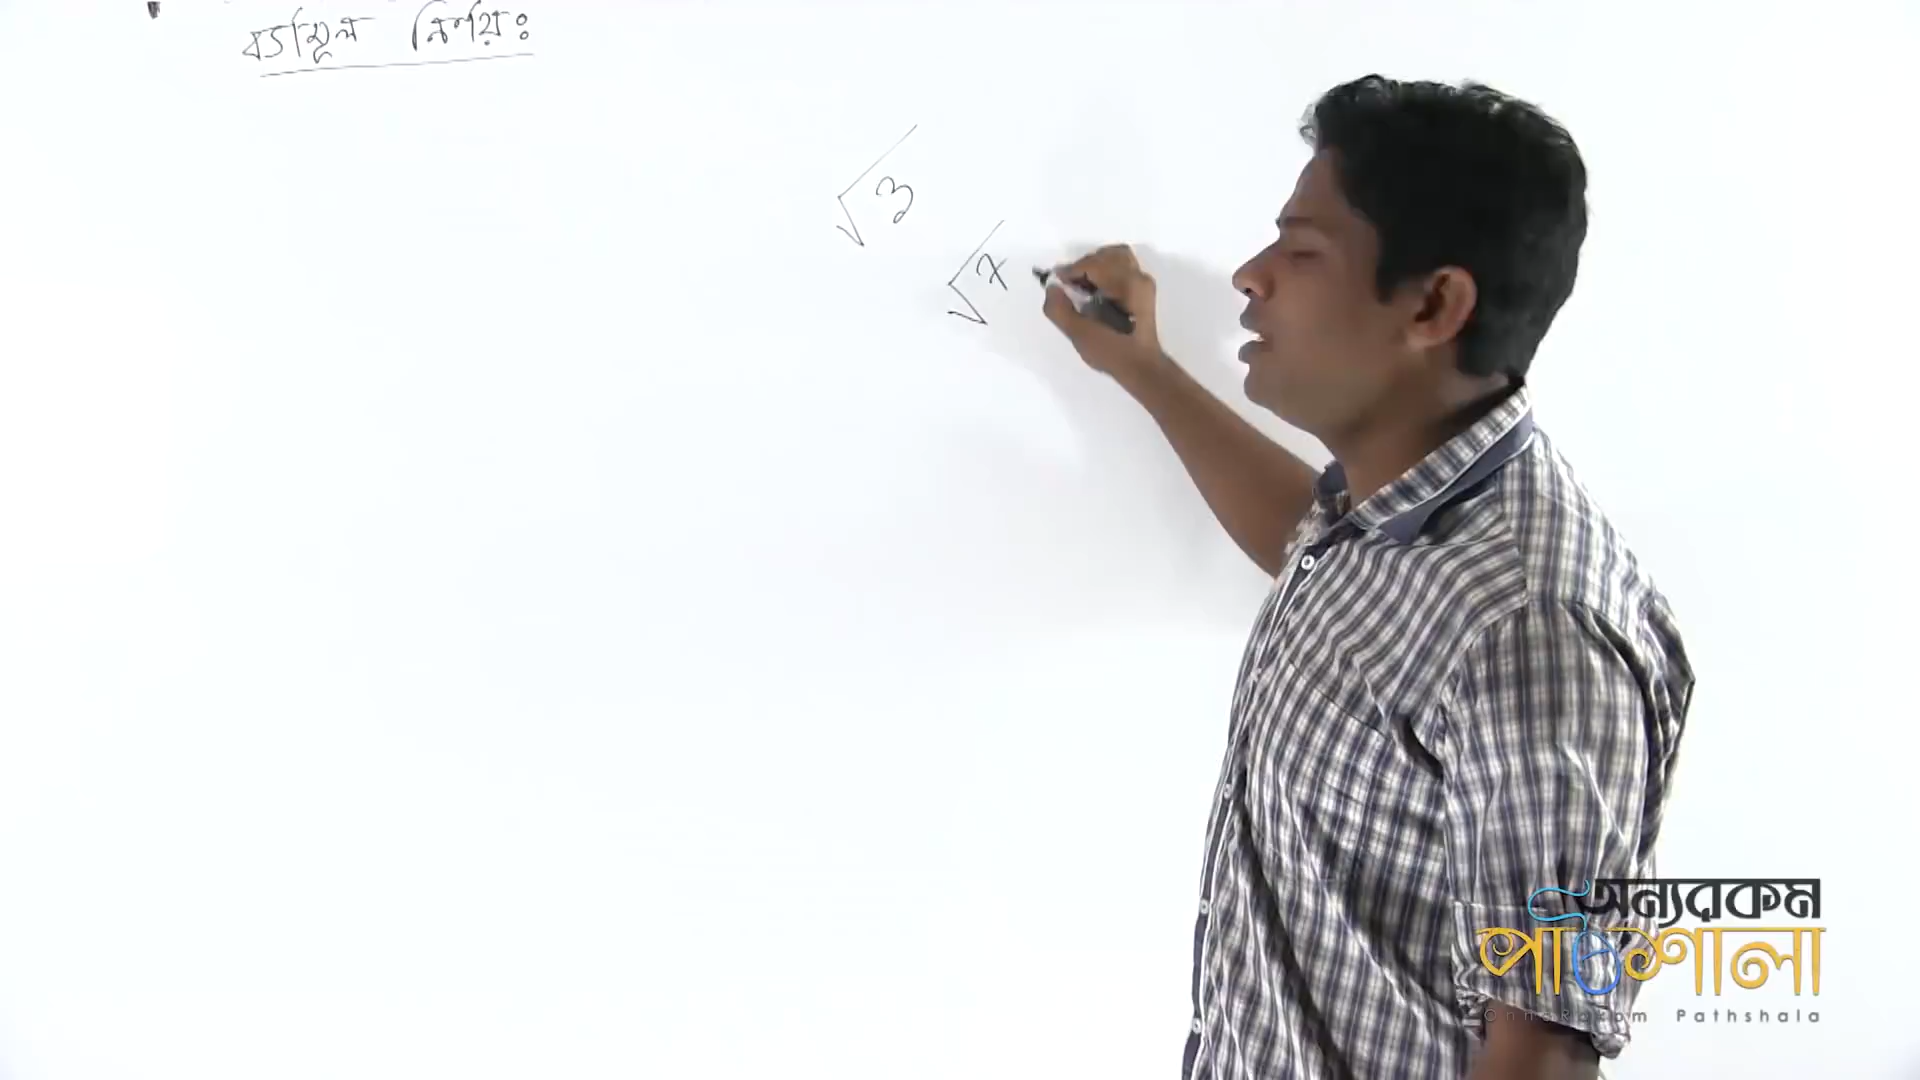 বর্গমূল নির্ণয়ঃ
√3
√7
অন্যরকম
পাঠশালা
OnnoRokom Pathshala